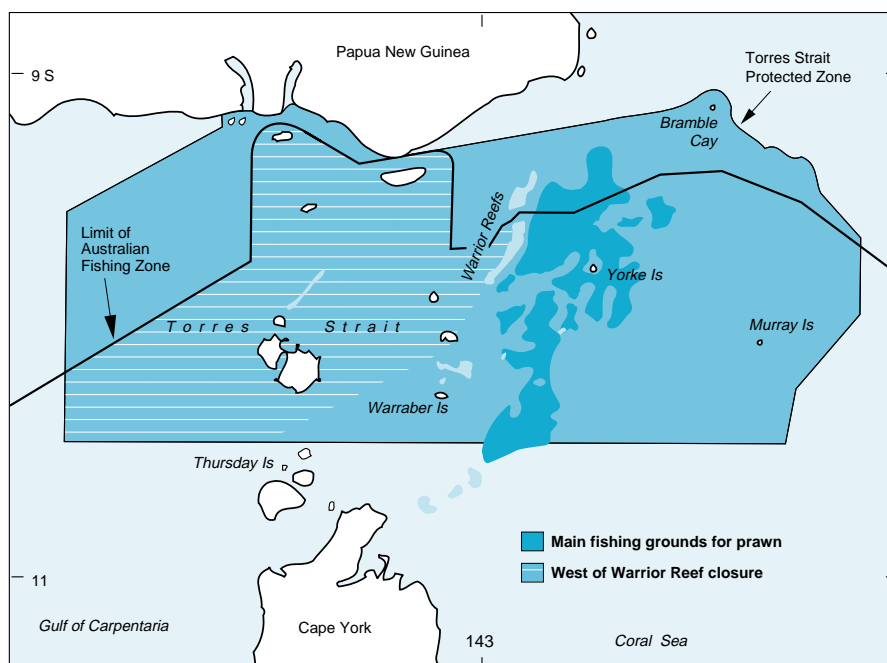 Papua New Guinea
9 S
Torres Strait
Protected Zone
Bramble
Cay
Warrior Reefs
Limit of
Australian
Fishing Zone
Yorke Is
Torres Strait
Murray Is
Warraber Is
Thursday Is
Main fishing grounds for prawn
West of Warrior Reef closure
11
Gulf of Carpentaria
Cape York
143
Coral Sea